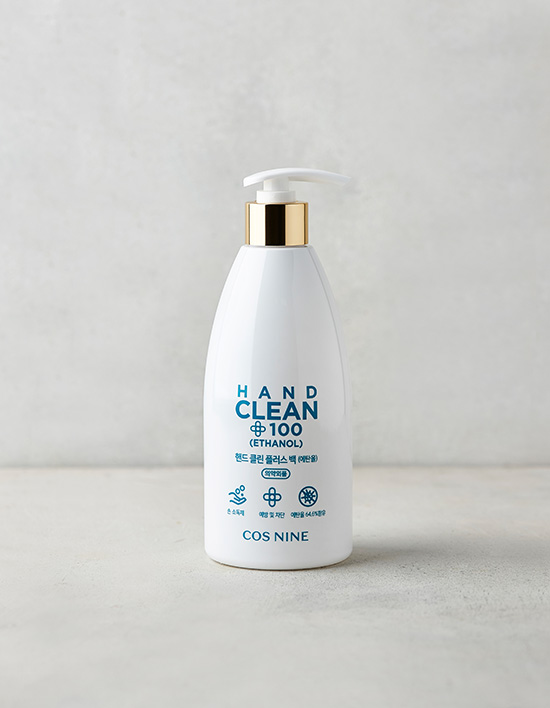 HAND
CLEAN
100
(ETHANOL)
핸드 클린 플러스 백 (에탄올)
의약외품
손 소독제 예방 및 차단 에탄올 64.6%함유
COS NINE